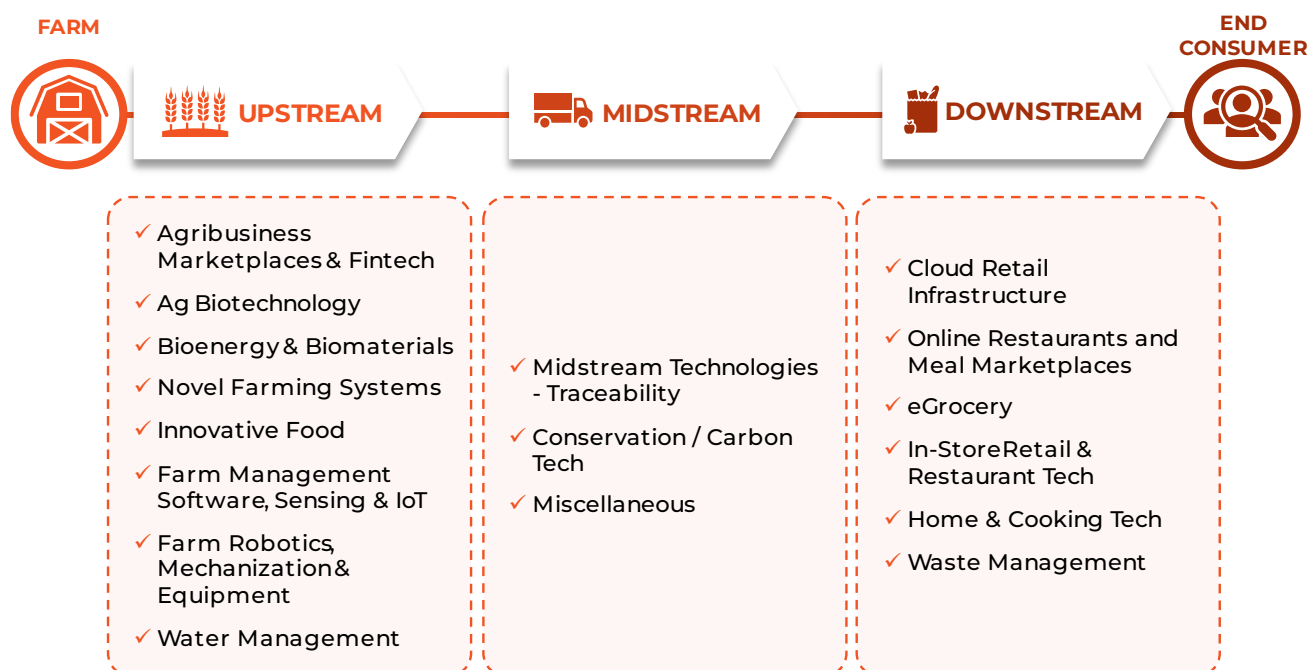 FARM
END
CONSUMER
UPSTREAM
MIDSTREAM
DOWNSTREAM
Agribusiness
Marketplaces & Fintech
Ag Biotechnology
Bioenergy & Biomaterials
Novel Farming Systems
Innovative Food
Farm Management
Software, Sensing & IoT
Farm Robotics,
Mechanization &
Equipment
Water Management
Midstream Technologies
- Traceability
Conservation / Carbon
Tech
Miscellaneous
Cloud Retail
Infrastructure
Online Restaurants and
Meal Marketplaces
eGrocery
In-Store Retail &
Restaurant Tech
Home & Cooking Tech
Waste Management